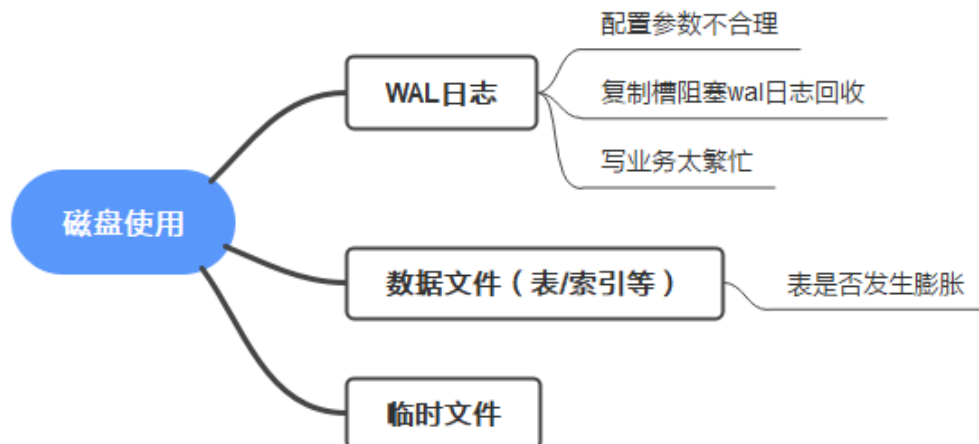 磁盘使用
WAL日志
配置参数不合理
复制槽阻塞wal日志回收
写业务太繁忙
数据文件（表/索引等）
表是否发生膨胀
临时文件